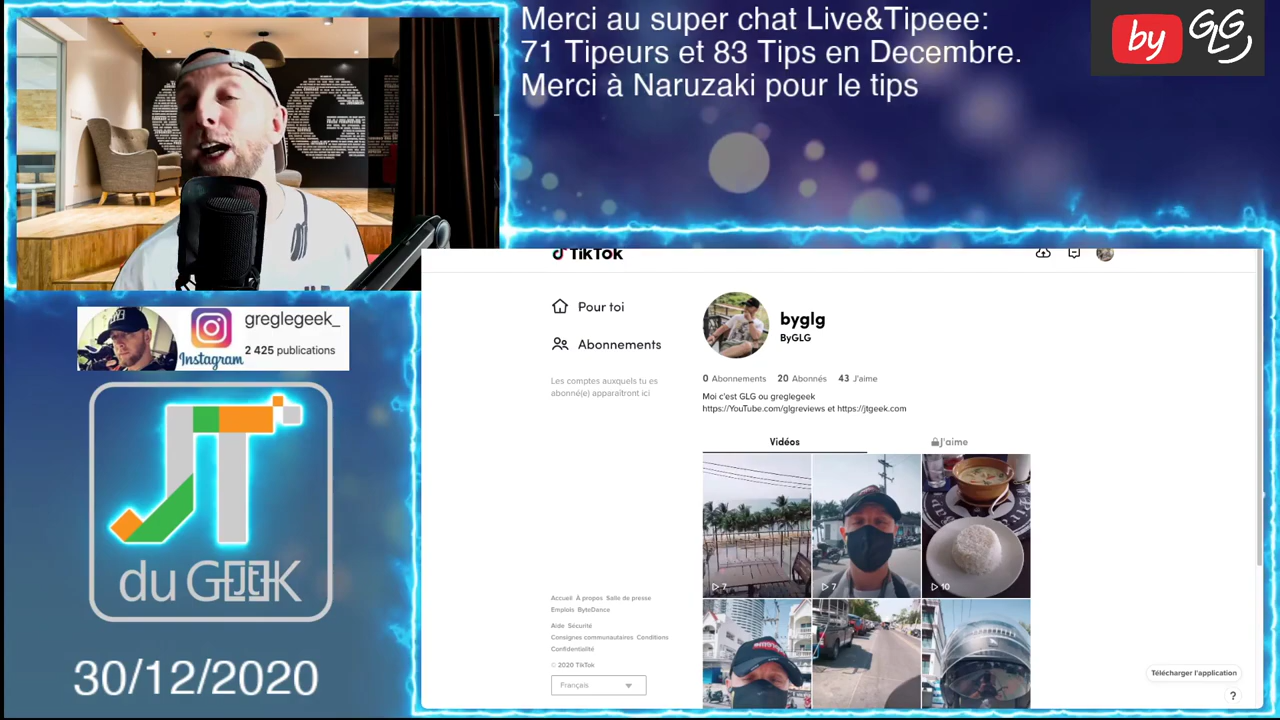 Merci au super chat Live&Tipeee:
71 Tipeurs et 83 Tips en Decembre.
Merci à Naruzaki pour le tips
by GLG
greglegeek_
Instagram
2 425 publications
JT
du GEEK
30/12/2020
TikTok
Pour toi
Abonnements
Les comptes auxquels tu es
abonné(e) apparaîtront ici
byglg
ByGLG
0 Abonnements 20 Abonnés 43 J'aime
Moi c'est GLG ou greglegeek
https://YouTube.com/glgreviews et https://jtgeek.com
Vidéos
J'aime
7
7
10
Accueil À propos Salle de presse
Emplois ByteDance
Aide Sécurité
Consignes communautaires Conditions
Confidentialité
© 2020 TikTok
Français
Télécharger l'application
?